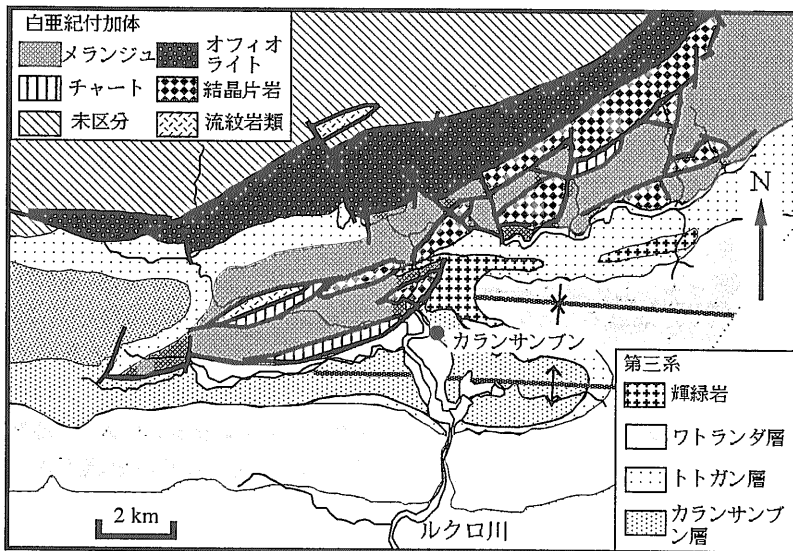 白亜紀付加体
メランジュ
オフィオ
ライト
チャート
結晶片岩
未区分
流紋岩類
N
カランサンブン
第三系
輝緑岩
ワトランダ層
トトガン層
カランサンブ
ン層
2 km
ルクロ川